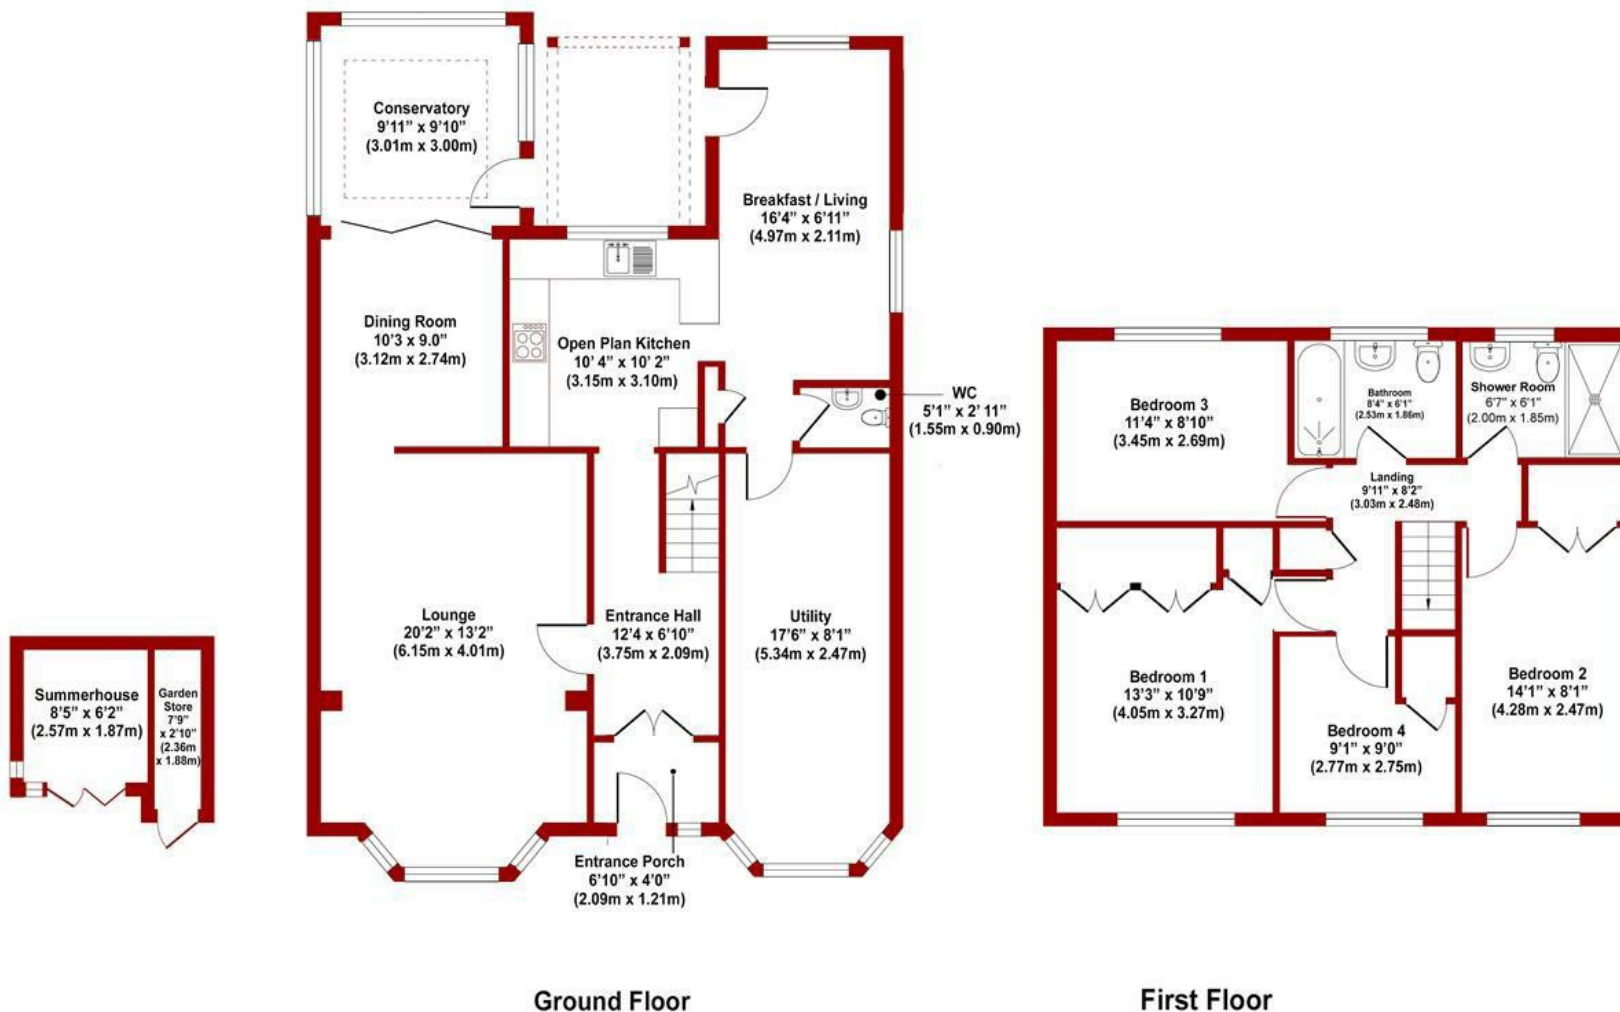 Conservatory
9'11" x 9'10"
(3.01m x 3.00m)
Breakfast / Living
16'4" x 6'11"
(4.97m x 2.11m)
Dining Room
10'3 x 9.0"
(3.12m x 2.74m)
Open Plan Kitchen
10' 4" x 10' 2"
(3.15m x 3.10m)
WC
5'1" x 2' 11"
(1.55m x 0.90m)
Lounge
20'2" x 13'2"
(6.15m x 4.01m)
Entrance Hall
12'4 x 6'10"
(3.75m x 2.09m)
Utility
17'6" x 8'1"
(5.34m x 2.47m)
Entrance Porch
6'10" x 4'0"
(2.09m x 1.21m)
Summerhouse
8'5" x 6'2"
(2.57m x 1.87m)
Garden
Store
7'9"
x 2'10"
(2.36m
x 1.88m)
Ground Floor
Bedroom 3
11'4" x 8'10"
(3.45m x 2.69m)
Bathroom
8'4" x 6'1"
(2.53m x 1.86m)
Shower Room
6'7" x 6'1"
(2.00m x 1.85m)
Landing
9'11" x 8'2"
(3.03m x 2.48m)
Bedroom 1
13'3" x 10'9"
(4.05m x 3.27m)
Bedroom 4
9'1" x 9'0"
(2.77m x 2.75m)
Bedroom 2
14'1" x 8'1"
(4.28m x 2.47m)
First Floor